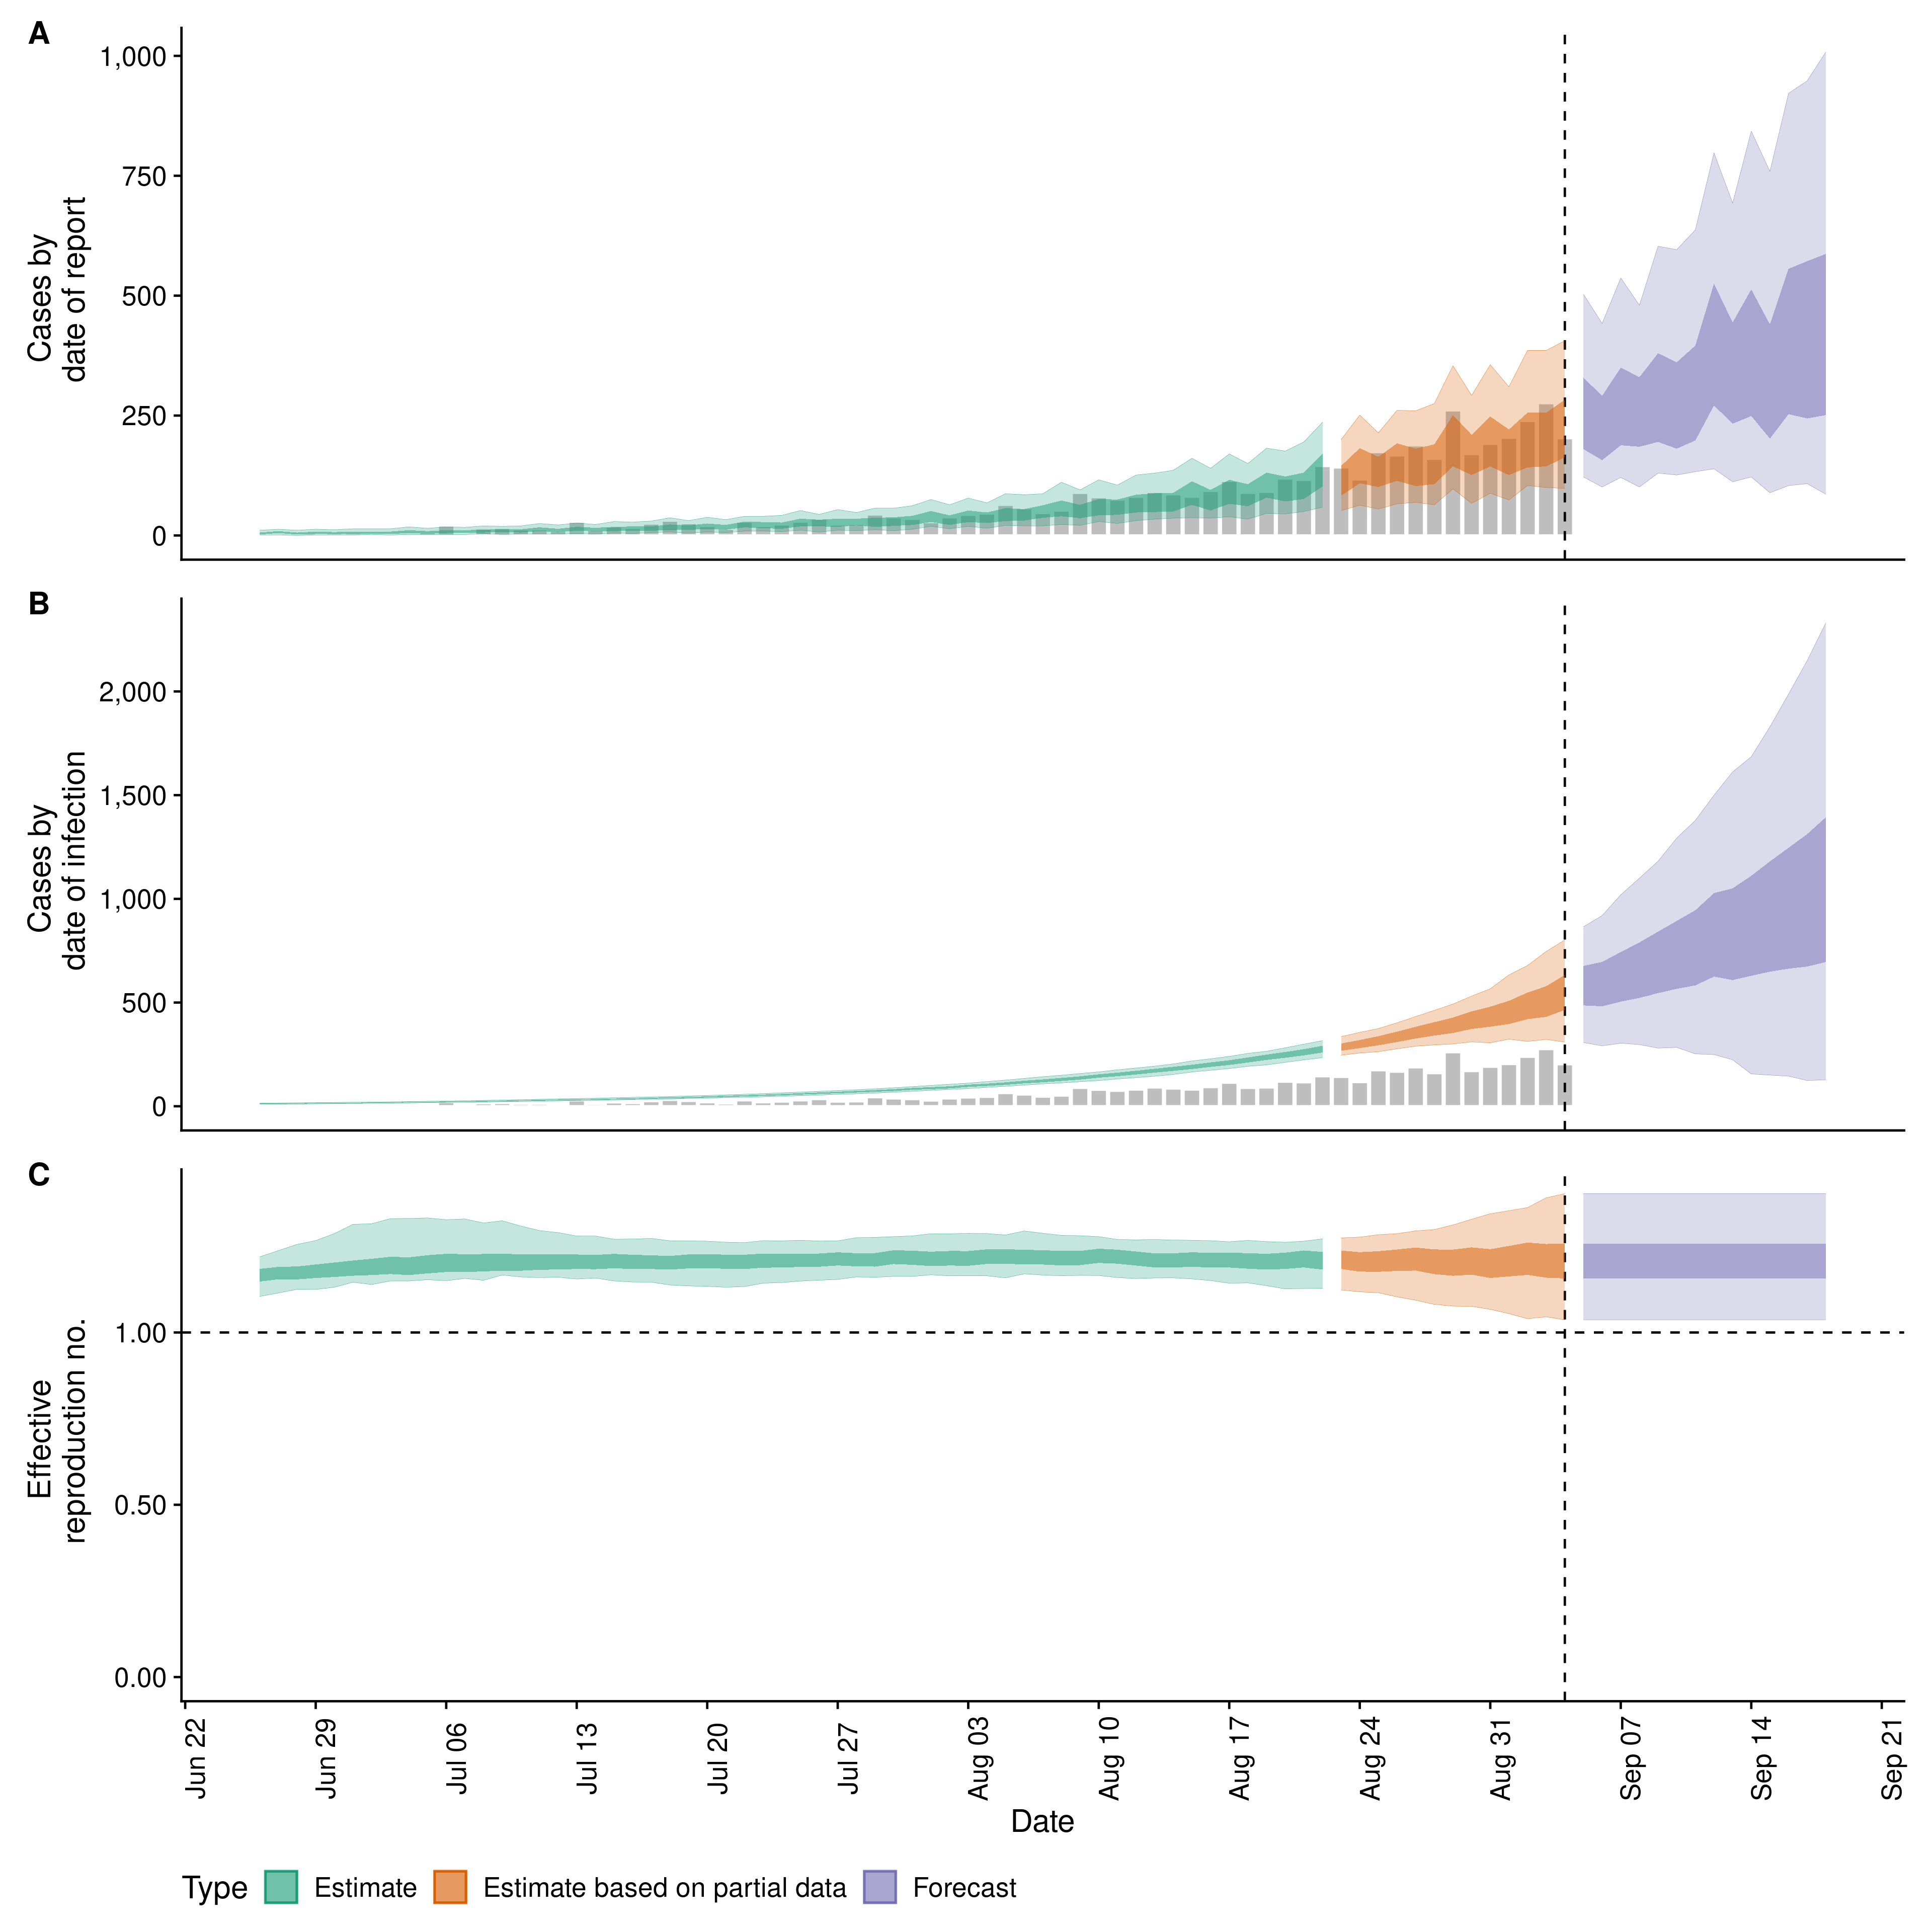 A
Cases by
date of report
1,000
750
500
250
0
B
Cases by
date of infection
2,000
1,500
1,000
500
0
C
Effective
reproduction no.
1.00
0.50
0.00
Jun 22
Jun 29
Jul 06
Jul 13
Jul 20
Jul 27
Aug 03
Aug 10
Aug 17
Aug 24
Aug 31
Sep 07
Sep 14
Sep 21
Date
Type Estimate Estimate based on partial data Forecast